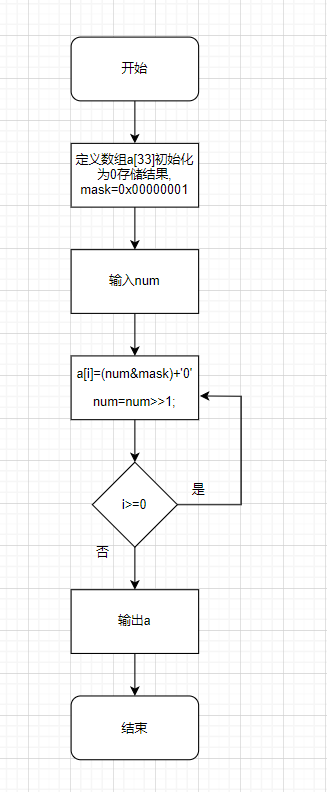 开始
定义数组a[33]初始化
为0存储结果,
mask=0x00000001
输入num
a[i]=(num&mask)+'0'
num=num>>1;
i>=0
是
否
输出a
结束